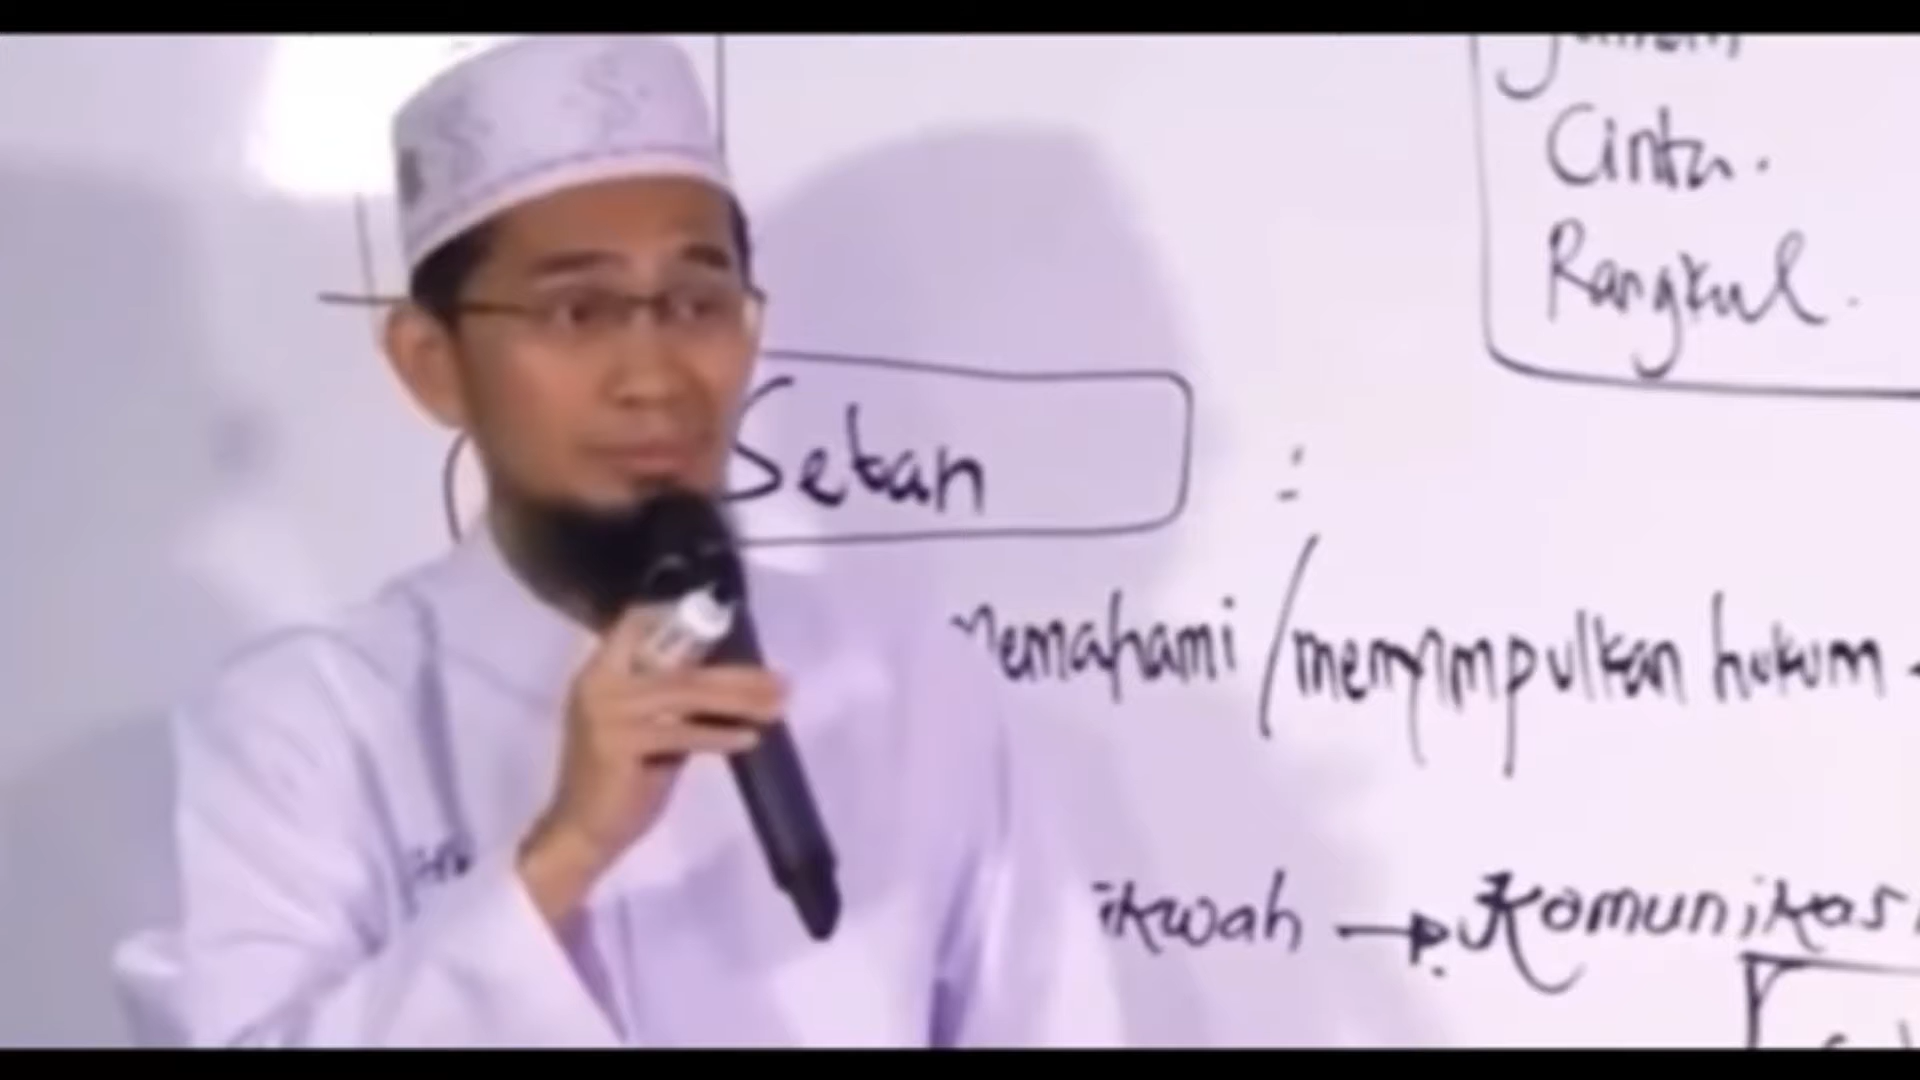 Cinta.
Rangkul.
Setan
memahami / menyimpulkan hukum
ikwah → Komunikasi